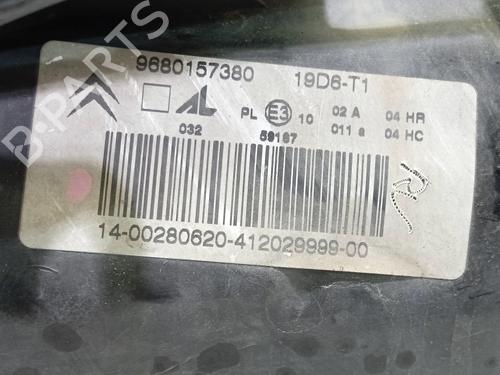 9680157380 19D6-T1
AL PL E3 10 02 A 04 HR
011 a 04 HC
032 59167
14-00280620-412029999-00
B-PARTS